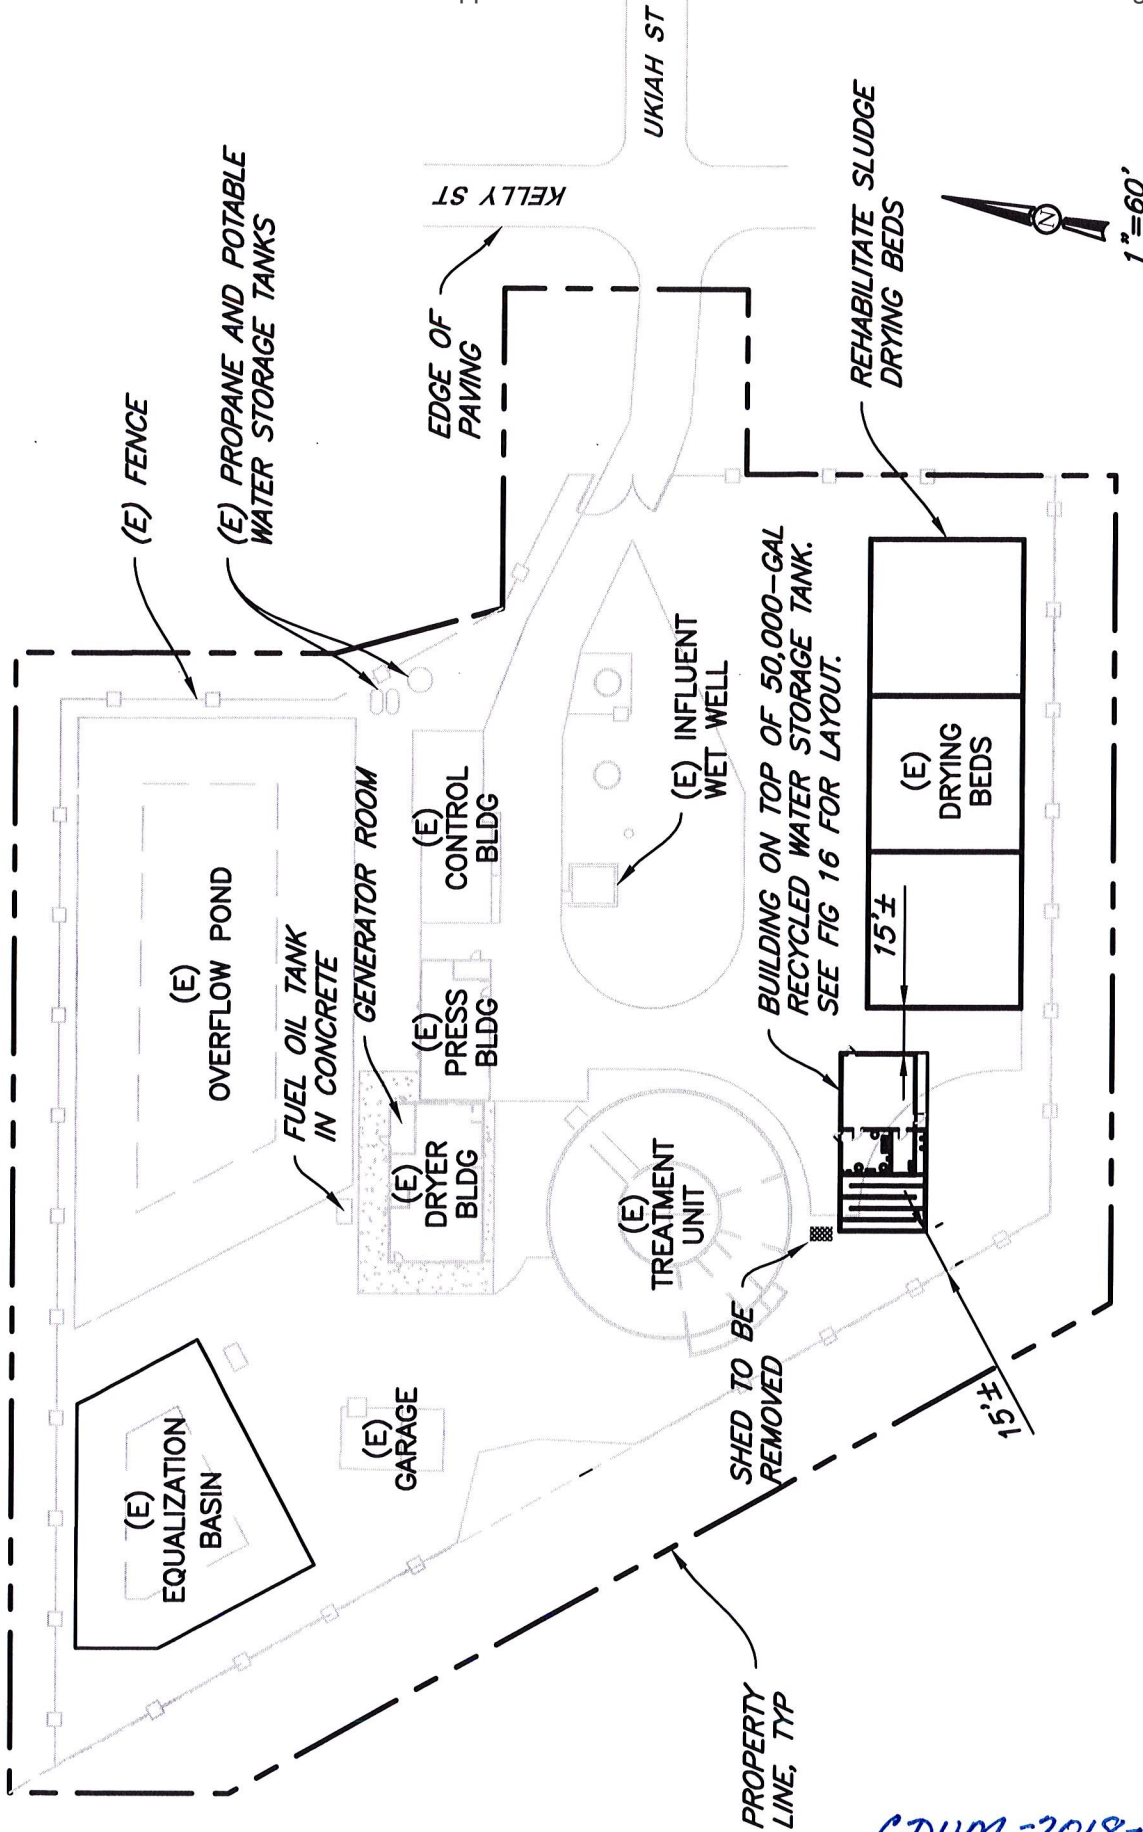 UKIAH ST
KELLY ST
(E) FENCE
(E) PROPANE AND POTABLE
WATER STORAGE TANKS
EDGE OF
PAVING
REHABILITATE SLUDGE
DRYING BEDS
1"=60'
N
(E)
OVERFLOW POND
FUEL OIL TANK
IN CONCRETE
GENERATOR ROOM
(E)
CONTROL
BLDG
(E)
PRESS
BLDG
(E)
DRYER
BLDG
(E) INFLUENT
WET WELL
BUILDING ON TOP OF 50,000-GAL
RECYCLED WATER STORAGE TANK.
SEE FIG 16 FOR LAYOUT.
15'±
(E)
DRYING
BEDS
(E)
TREATMENT
UNIT
(E)
EQUALIZATION
BASIN
(E)
GARAGE
SHED TO BE
REMOVED
15'±
PROPERTY
LINE, TYP
CDUM-2018-